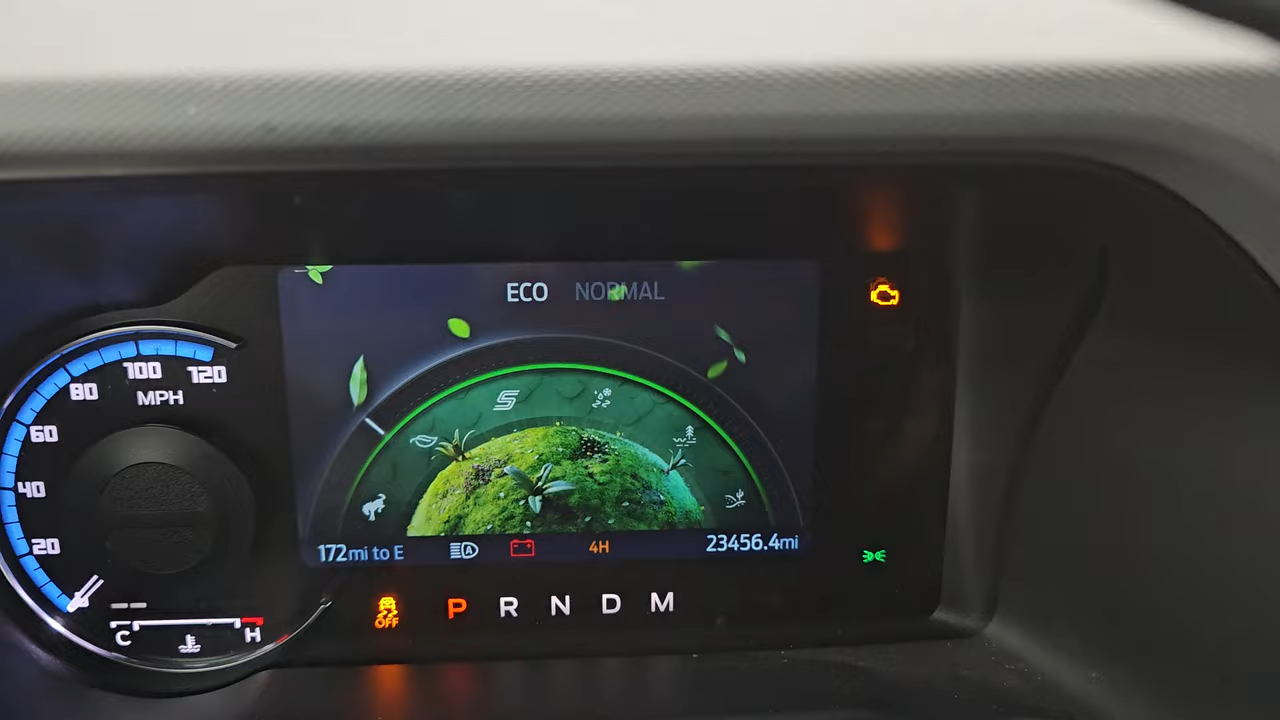 ECO NORMAL
120
100
80
MPH
60
40
20
172mi to E
A
4H
23456.4mi
OFF
P R N D M
C
H